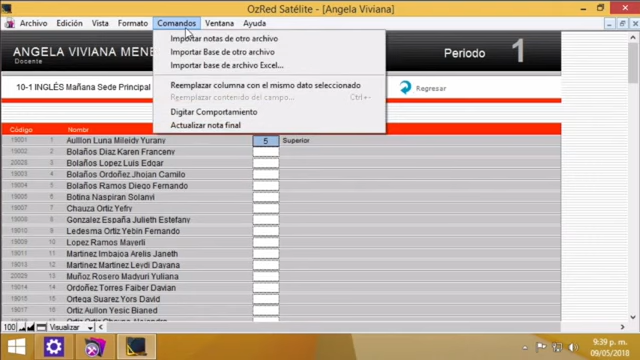 OzRed Satélite - [Angela Viviana]
Archivo Edición Vista Formato Comandos Ventana Ayuda
Importar notas de otro archivo
Importar Base de otro archivo
Importar base de archivo Excel...
Reemplazar columna con el mismo dato seleccionado
Reemplazar contenido del campo... Ctrl+-
Digitar Comportamiento
Actualizar nota final
ANGELA VIVIANA MENE
Docente
Periodo 1
10-1 INGLÉS Mañana Sede Principal
Regresar
Código Nombre
19001 1 Aulllon Luna Mileidy Yurany 5 Superior
19002 2 Bolaños Diaz Karen Franceny
20028 3 Bolaños Lopez Luis Edgar
19003 4 Bolaños Ordoñez Jhojan Camilo
19004 5 Bolaños Ramos Diego Fernando
19005 6 Botina Naspiran Solanvi
19006 7 Chauza Ortiz Yefry
19008 8 Gonzalez España Julieth Estefany
19009 9 Ledesma Ortiz Yebin Fernando
19010 10 Lopez Ramos Mayerli
19011 11 Martinez Imbajoa Arelis Janeth
19012 12 Martinez Martinez Leydi Dayana
20029 13 Muñoz Rosero Madyuri Yuliana
19014 14 Ordoñez Torres Faiber Davian
19015 15 Ortega Suarez Yors David
19016 16 Ortiz Aullon Yesid Fernando
100 Visualizar
9:39 p. m.
09/05/2018